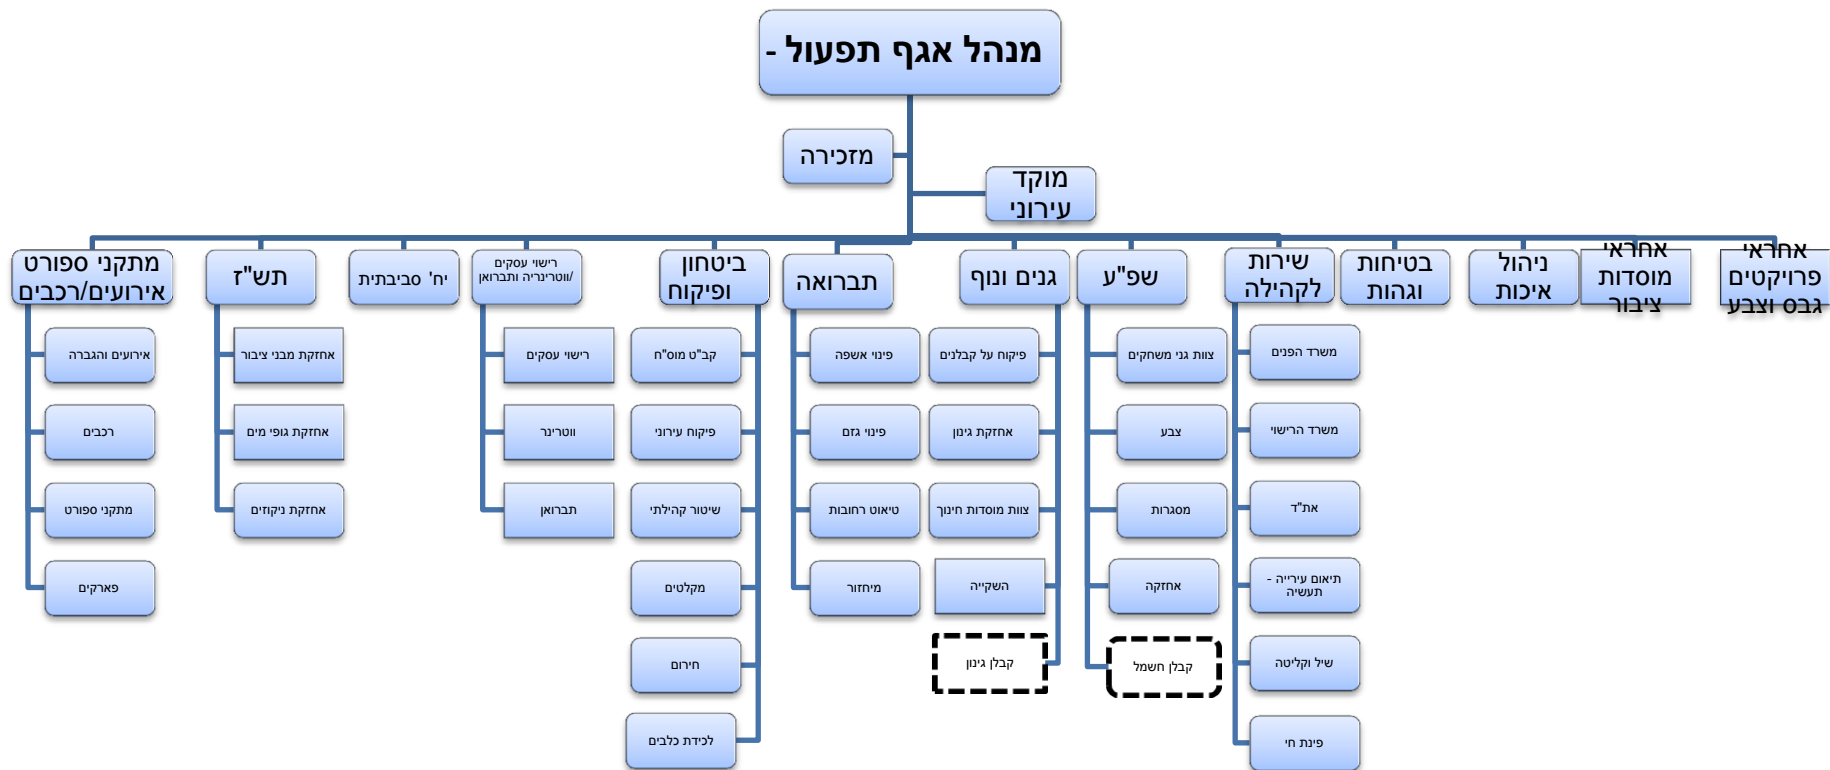 מנהל אגף תפעול -
מזכירה
מוקד
עירוני
אחראי
פרויקטים
גבס וצבע
אחראי
מוסדות
ציבור
ניהול
איכות
בטיחות
וגהות
שירות
לקהילה
שפ"ע
גנים ונוף
תברואה
ביטחון
ופיקוח
רישוי עסקים
/ווטרינריה ותברואן
יח' סביבתית
תש"ז
מתקני ספורט
אירועים/רכבים
משרד הפנים
משרד הרישוי
את"ד
תיאום עירייה -
תעשיה
שיל וקליטה
פינת חי
צוות גני משחקים
צבע
מסגרות
אחזקה
קבלן חשמל
פיקוח על קבלנים
אחזקת גינון
צוות מוסדות חינוך
השקייה
קבלן גינון
פינוי אשפה
פינוי גזם
טיאוט רחובות
מיחזור
קב"ט מוס"ח
פיקוח עירוני
שיטור קהילתי
מקלטים
חירום
לכידת כלבים
רישוי עסקים
ווטרינר
תברואן
אחזקת מבני ציבור
אחזקת גופי מים
אחזקת ניקוזים
אירועים והגברה
רכבים
מתקני ספורט
פארקים